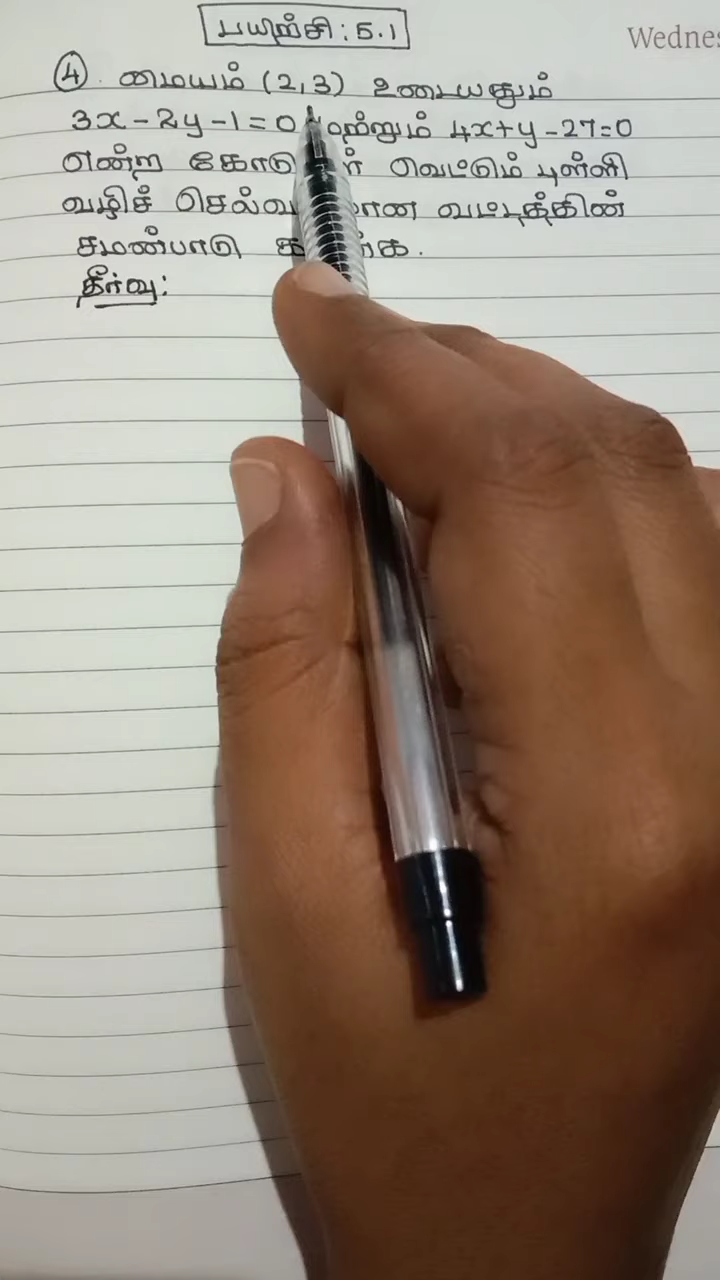 பயிற்சி : 5.1
Wednes
④. மையம் (2,3) உடையதும்
3x - 2y - 1 = 0 மற்றும் 4x+y-27=0
என்ற வெட்டும் புள்ளி
வழிச் வட்டத்தின்
சமன்பாடு
தீர்வு: